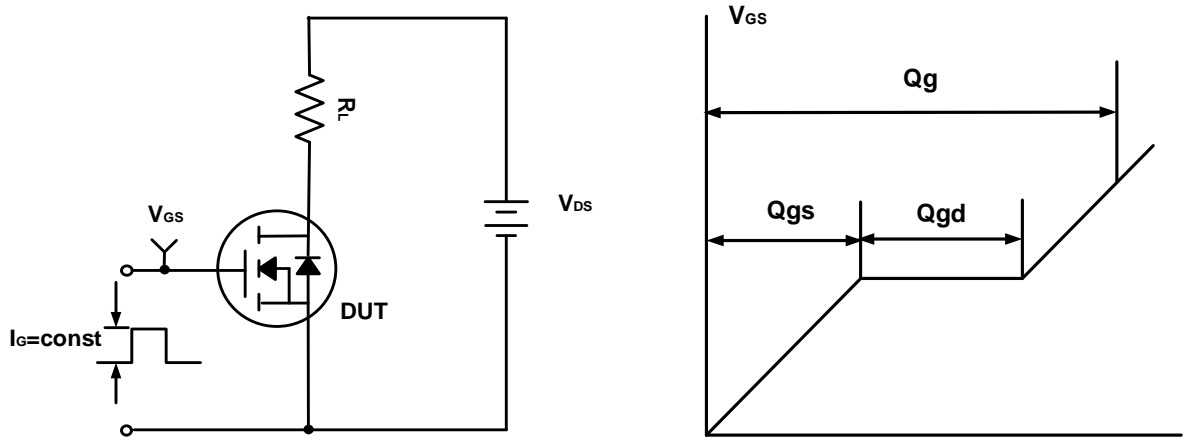 RL
VGS
VDS
DUT
IG=const
VGS
Qg
Qgs
Qgd